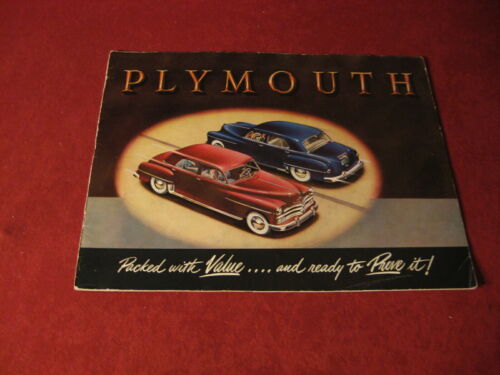 PLYMOUTH
Packed with Value .... and ready to Prove it!